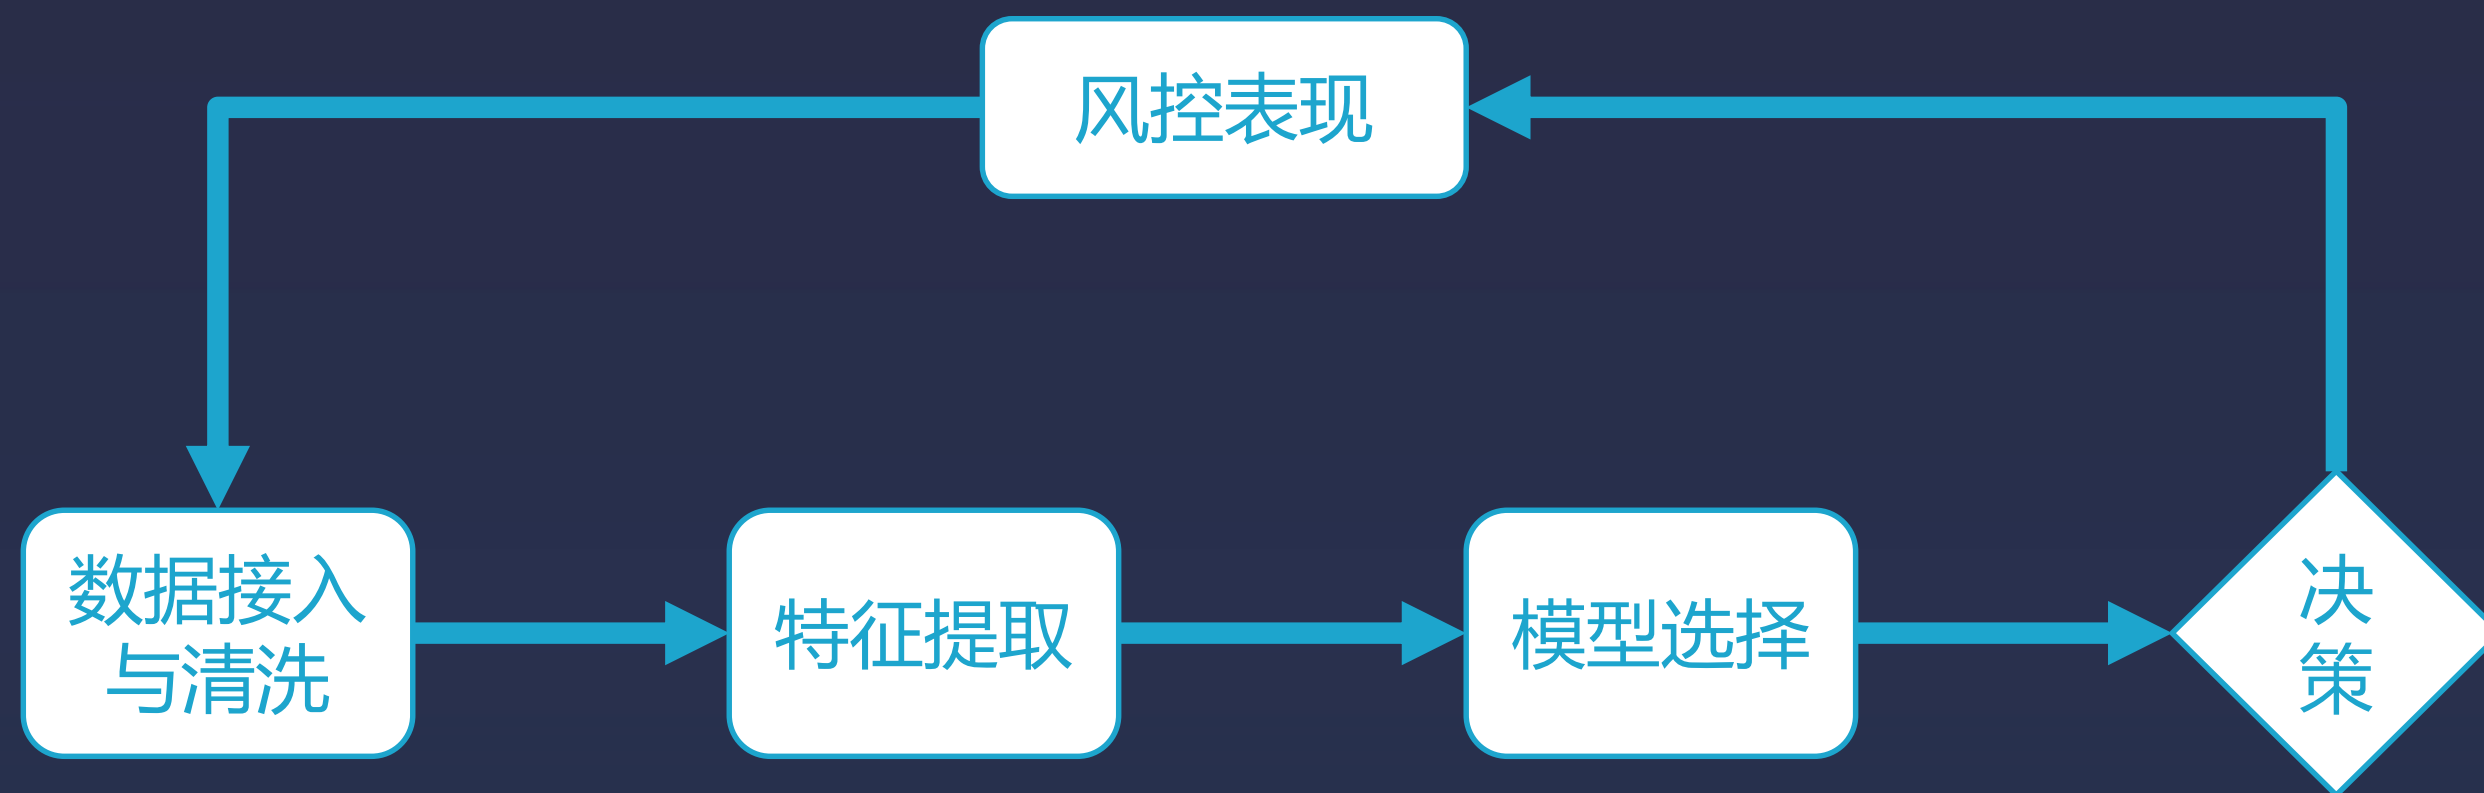 风控表现
数据接入
与清洗
特征提取
模型选择
决
策